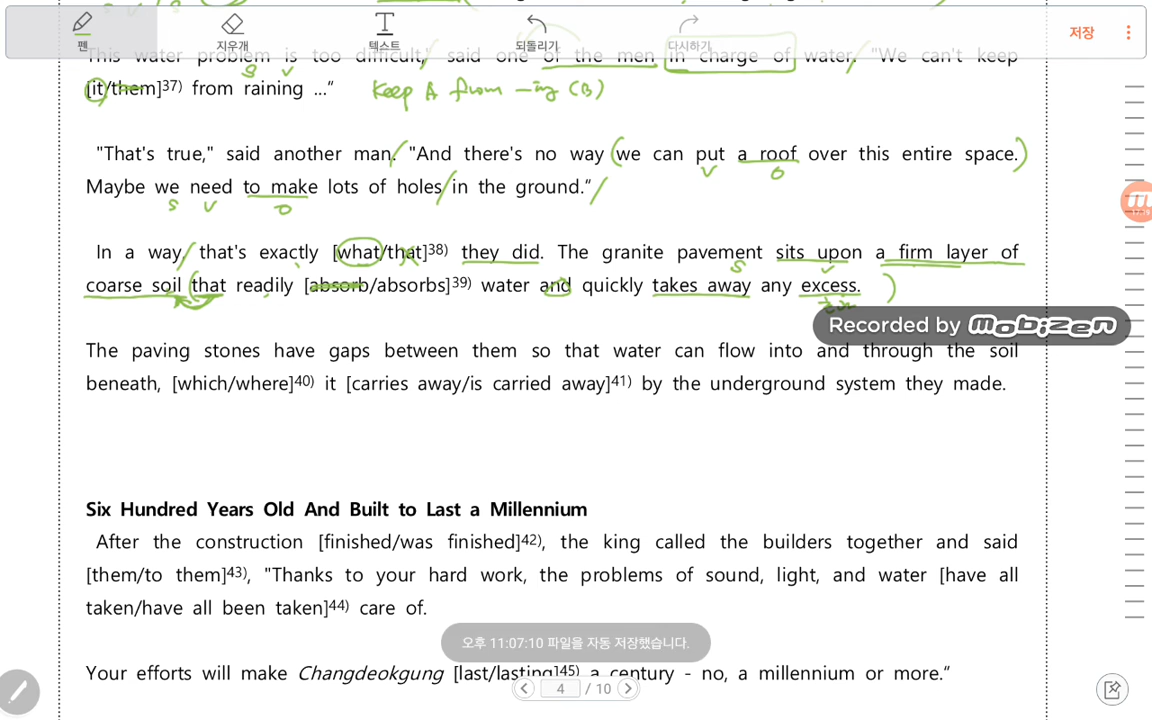 펜
지우개
텍스트
되돌리기
다시하기
저장
This water problem is too difficult," said one of the men in charge of water. "We can't keep
S V
[it/them]37) from raining ..."
keep A from -ing (B)
"That's true," said another man. "And there's no way (we can put a roof over this entire space.)
V O
Maybe we need to make lots of holes/in the ground."/
S V O
In a way/ that's exactly [what/that]38) they did. The granite pavement sits upon a firm layer of
S V
coarse soil (that readily [absorb/absorbs]39) water and quickly takes away any excess. )
Recorded by mobizen
The paving stones have gaps between them so that water can flow into and through the soil
beneath, [which/where]40) it [carries away/is carried away]41) by the underground system they made.
Six Hundred Years Old And Built to Last a Millennium
After the construction [finished/was finished]42), the king called the builders together and said
[them/to them]43), "Thanks to your hard work, the problems of sound, light, and water [have all
taken/have all been taken]44) care of.
오후 11:07:10 파일을 자동 저장했습니다.
Your efforts will make Changdeokgung [last/lasting]45) a century - no, a millennium or more."
4 / 10